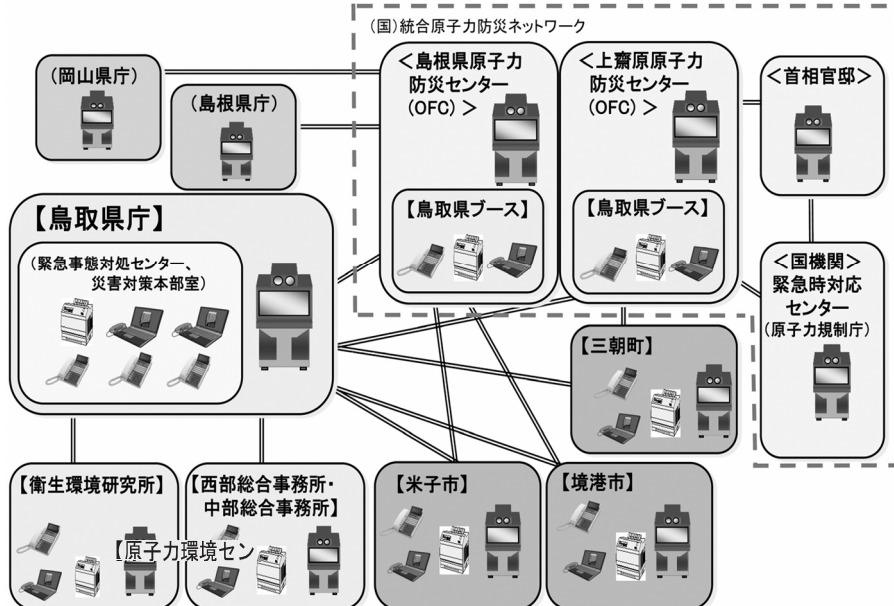 (国)統合原子力防災ネットワーク
(岡山県庁)
(島根県庁)
<島根県原子力
防災センター
(OFC) >
<上齋原原子力
防災センター
(OFC) >
<首相官邸>
【鳥取県ブース】
【鳥取県ブース】
【鳥取県庁】
(緊急事態対処センター、
災害対策本部室)
<国機関>
緊急時対応
センター
(原子力規制庁)
【三朝町】
【衛生環境研究所】
【西部総合事務所・
中部総合事務所】
【米子市】
【境港市】
【原子力環境セン